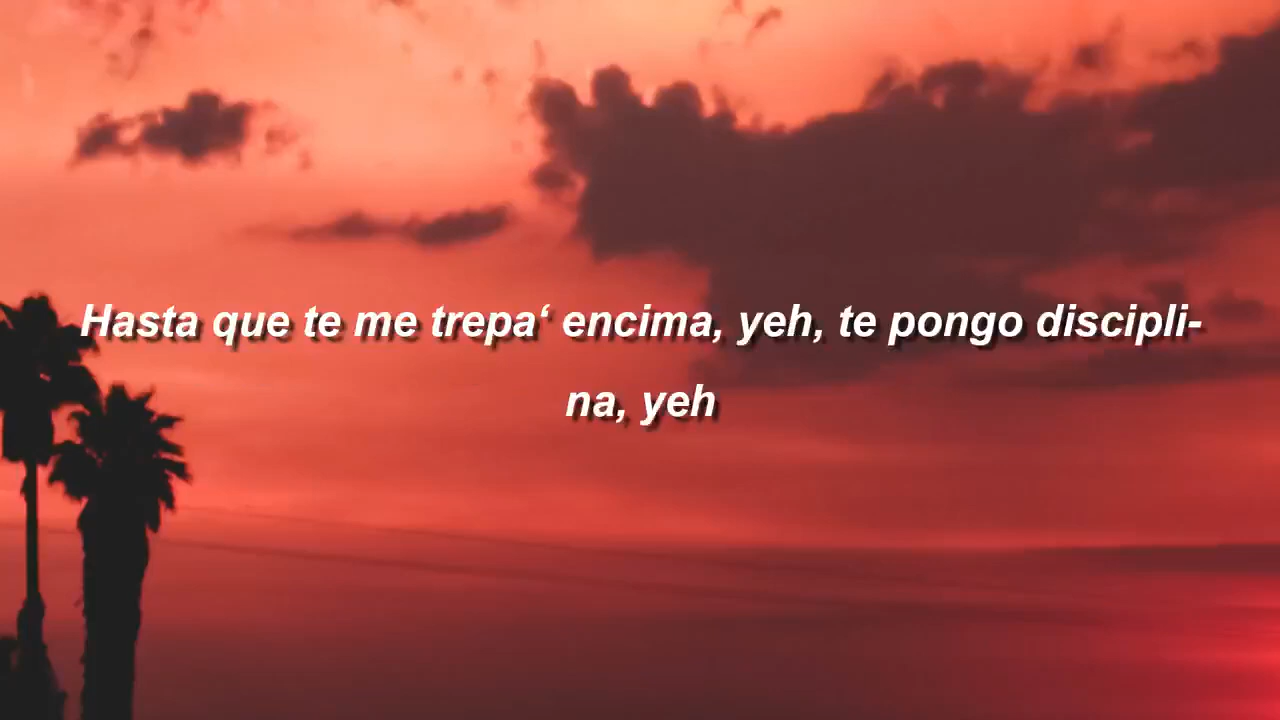 Hasta que te me trepa‘ encima, yeh, te pongo discipli-
na, yeh